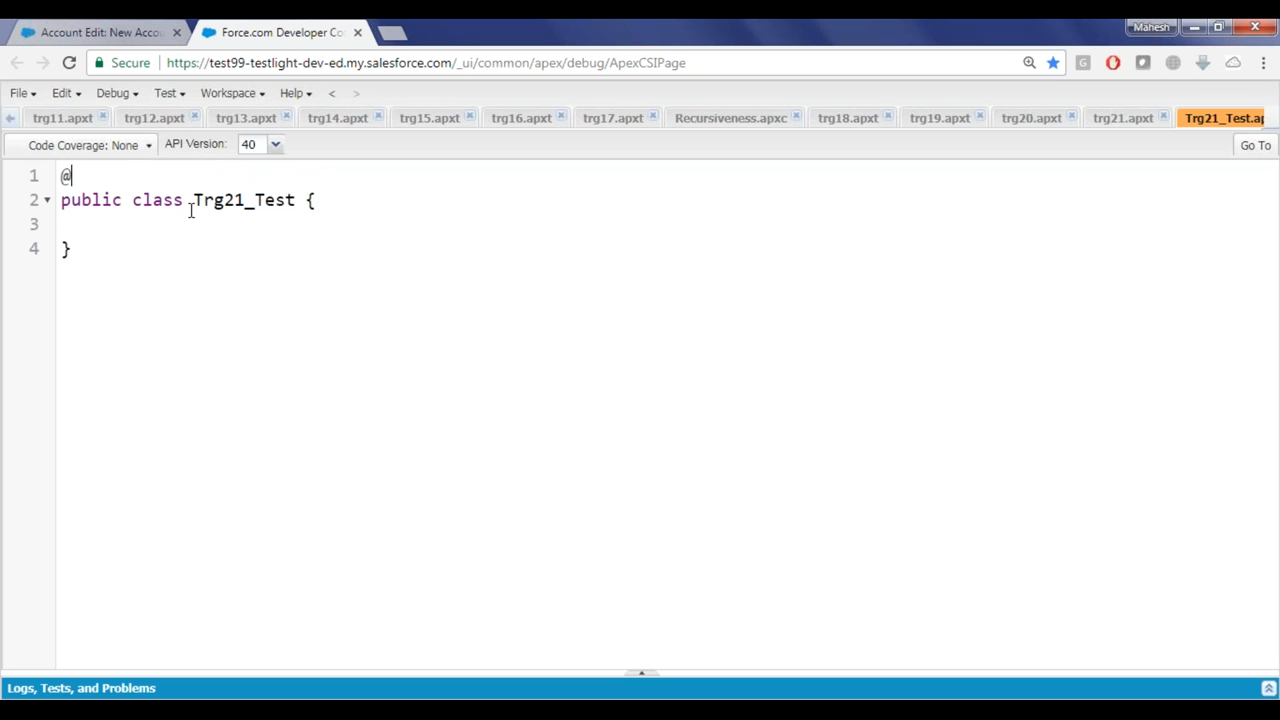 Account Edit: New Accou
Force.com Developer Co
Mahesh
Secure
https://test99-testlight-dev-ed.my.salesforce.com/_ui/common/apex/debug/ApexCSIPage
File Edit Debug Test Workspace Help < >
trg11.apxt trg12.apxt trg13.apxt trg14.apxt trg15.apxt trg16.apxt trg17.apxt Recursiveness.apxc trg18.apxt trg19.apxt trg20.apxt trg21.apxt Trg21_Test.ap
Code Coverage: None API Version: 40 Go To
1 @
2 public class Trg21_Test {
3
4 }
Logs, Tests, and Problems